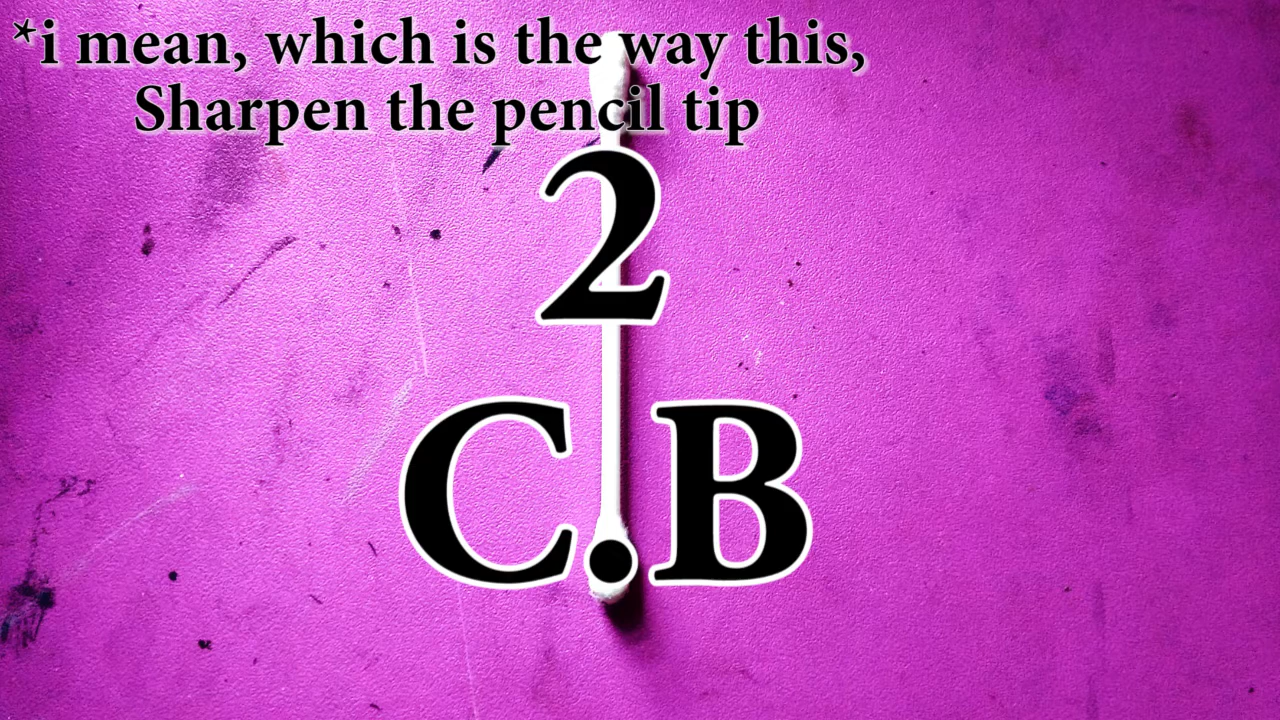 *i mean, which is the way this,
Sharpen the pencil tip
2
C.B